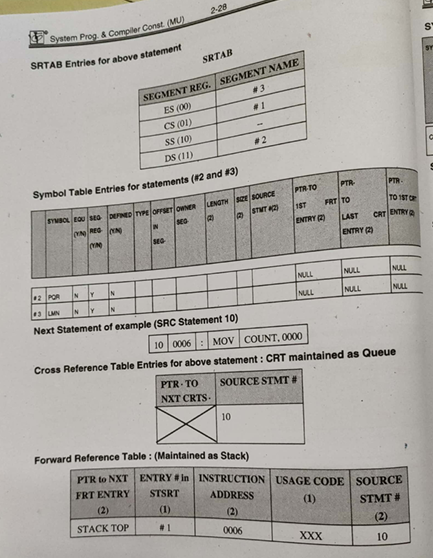 System Prog. & Compiler Const. (MU)
2-28
SRTAB Entries for above statement
SRTAB
SEGMENT REG. SEGMENT NAME
ES (00) # 3
CS (01) # 1
SS (10) –
DS (11) # 2
Symbol Table Entries for statements (#2 and #3)
SYMBOL EQU (Y/N) SEG- REG (Y/N) DEFINED (Y/N) TYPE OFFSET IN SEG- OWNER SEG- LENGTH (2) SIZE (2) SOURCE STMT #(2) PTR-TO 1ST FRT ENTRY (2) PTR- TO LAST CRT ENTRY (2) PTR - TO 1ST CRT ENTRY (2)
# 2 PQR N Y N NULL NULL NULL
# 3 LMN N Y N NULL NULL NULL
Next Statement of example (SRC Statement 10)
10 0006 : MOV COUNT, 0000
Cross Reference Table Entries for above statement : CRT maintained as Queue
PTR - TO NXT CRTS - SOURCE STMT #
10
Forward Reference Table : (Maintained as Stack)
PTR to NXT FRT ENTRY (2) ENTRY # in STSRT (1) INSTRUCTION ADDRESS (2) USAGE CODE (1) SOURCE STMT # (2)
STACK TOP # 1 0006 XXX 10